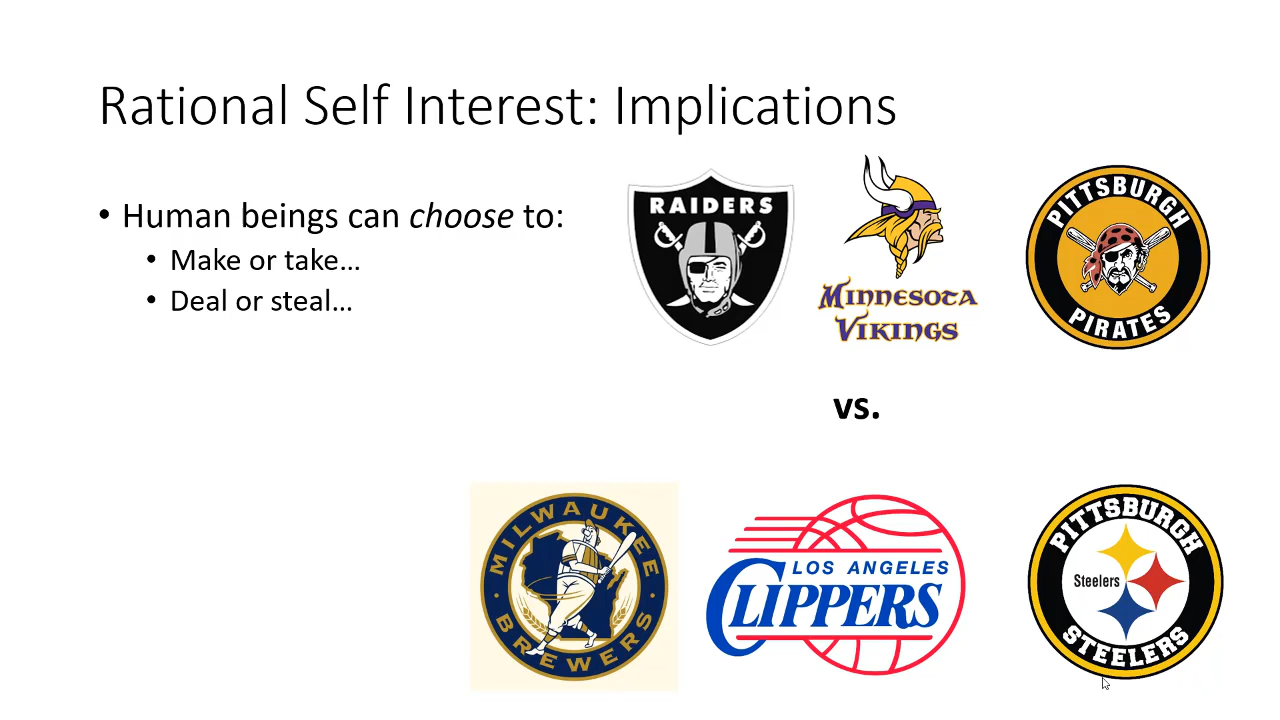 Rational Self Interest: Implications
• Human beings can choose to:
• Make or take...
• Deal or steal...
RAIDERS
MINNESOTA
VIKINGS
PITTSBURGH
PIRATES
vs.
MILWAUKEE
BREWERS
LOS ANGELES
CLIPPERS
PITTSBURGH
Steelers
STEELERS